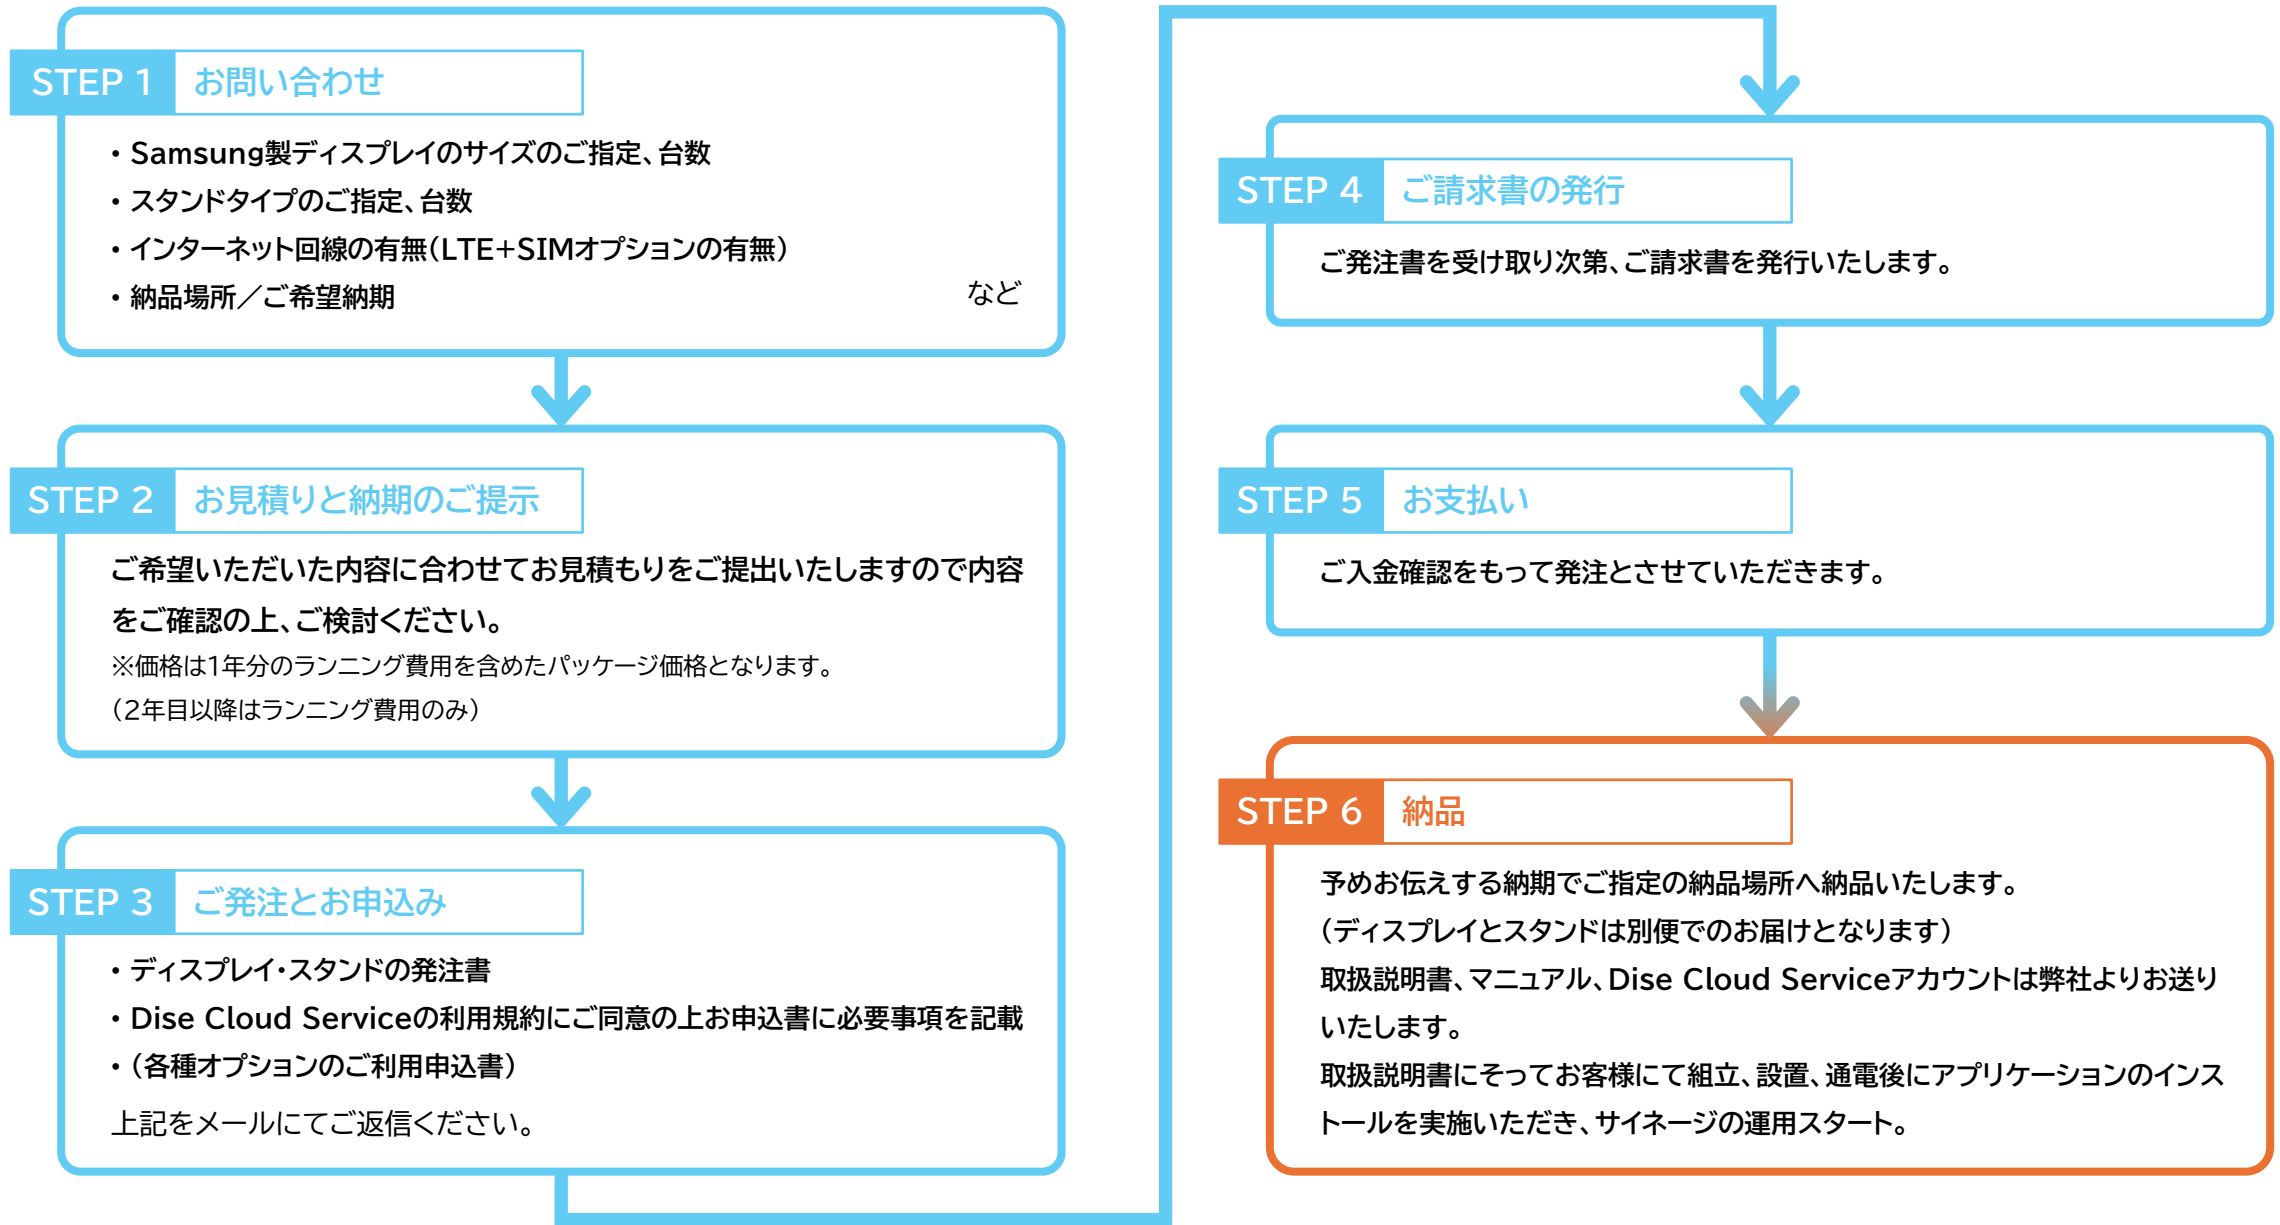 STEP 1 お問い合わせ
・Samsung製ディスプレイのサイズのご指定、台数
・スタンドタイプのご指定、台数
・インターネット回線の有無(LTE+SIMオプションの有無)
・納品場所／ご希望納期 など
STEP 2 お見積りと納期のご提示
ご希望いただいた内容に合わせてお見積もりをご提出いたしますので内容
をご確認の上、ご検討ください。
※価格は1年分のランニング費用を含めたパッケージ価格となります。
(2年目以降はランニング費用のみ)
STEP 3 ご発注とお申込み
・ディスプレイ・スタンドの発注書
・Dise Cloud Serviceの利用規約にご同意の上お申込書に必要事項を記載
・(各種オプションのご利用申込書)
上記をメールにてご返信ください。
STEP 4 ご請求書の発行
ご発注書を受け取り次第、ご請求書を発行いたします。
STEP 5 お支払い
ご入金確認をもって発注とさせていただきます。
STEP 6 納品
予めお伝えする納期でご指定の納品場所へ納品いたします。
(ディスプレイとスタンドは別便でのお届けとなります)
取扱説明書、マニュアル、Dise Cloud Serviceアカウントは弊社よりお送り
いたします。
取扱説明書にそってお客様にて組立、設置、通電後にアプリケーションのインス
トールを実施いただき、サイネージの運用スタート。